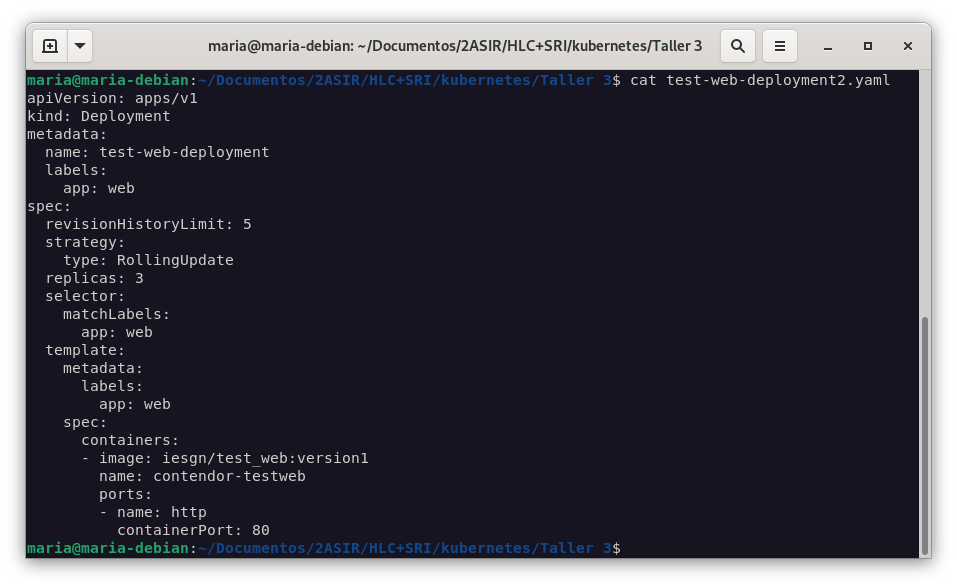 maria@maria-debian: ~/Documentos/2ASIR/HLC+SRI/kubernetes/Taller 3
maria@maria-debian:~/Documentos/2ASIR/HLC+SRI/kubernetes/Taller 3$ cat test-web-deployment2.yaml
apiVersion: apps/v1
kind: Deployment
metadata:
  name: test-web-deployment
  labels:
    app: web
spec:
  revisionHistoryLimit: 5
  strategy:
    type: RollingUpdate
  replicas: 3
  selector:
    matchLabels:
      app: web
  template:
    metadata:
      labels:
        app: web
    spec:
      containers:
      - image: iesgn/test_web:version1
        name: contendor-testweb
        ports:
        - name: http
          containerPort: 80
maria@maria-debian:~/Documentos/2ASIR/HLC+SRI/kubernetes/Taller 3$